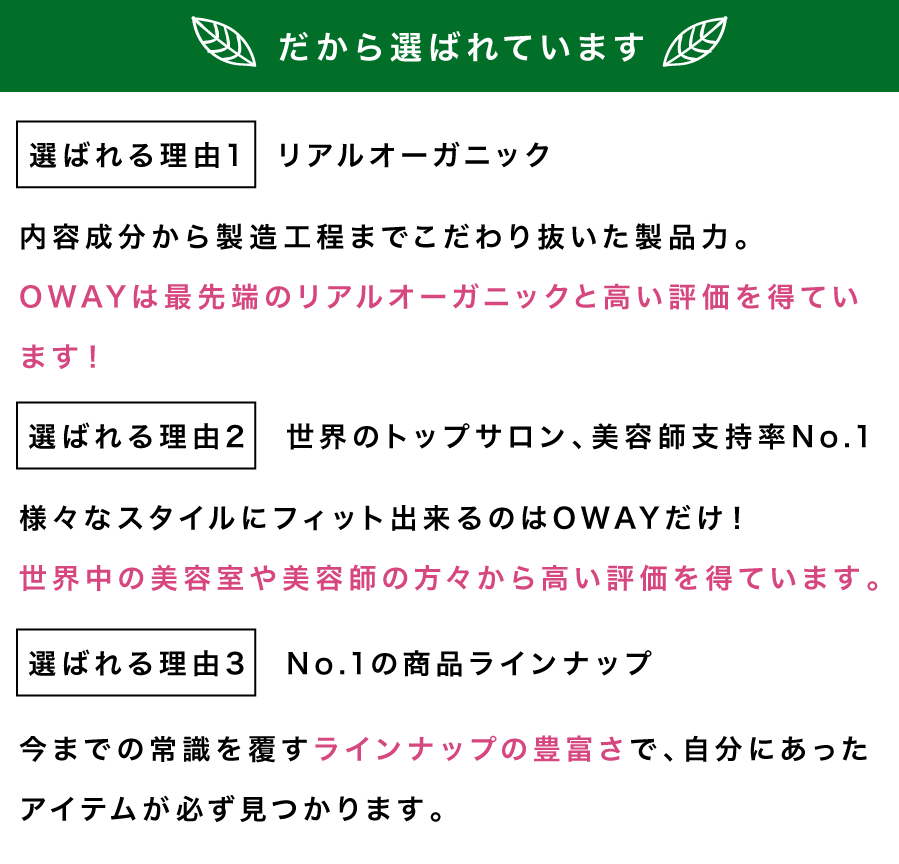 だから選ばれています
選ばれる理由1 リアルオーガニック
内容成分から製造工程までこだわり抜いた製品力。
OWAYは最先端のリアルオーガニックと高い評価を得てい
ます!
選ばれる理由2 世界のトップサロン、美容師支持率No.1
様々なスタイルにフィット出来るのはOWAYだけ!
世界中の美容室や美容師の方々から高い評価を得ています。
選ばれる理由3 No.1の商品ラインナップ
今までの常識を覆すラインナップの豊富さで、自分にあった
アイテムが必ず見つかります。